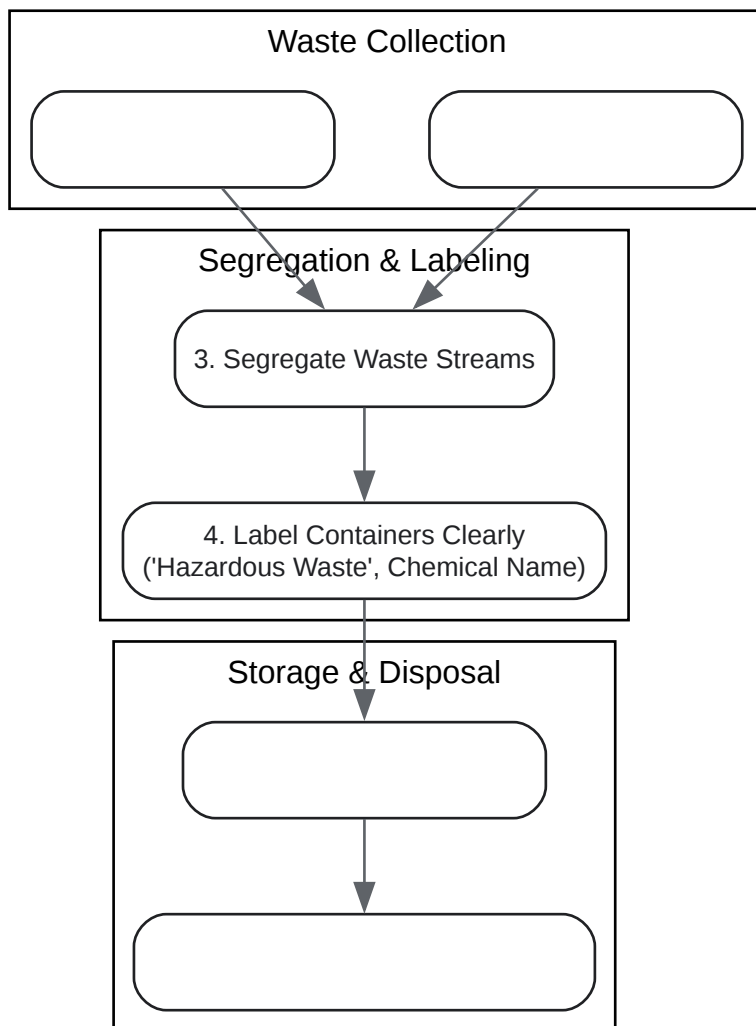 Waste Collection
Segregation & Labeling
3. Segregate Waste Streams
4. Label Containers Clearly
('Hazardous Waste', Chemical Name)
Storage & Disposal